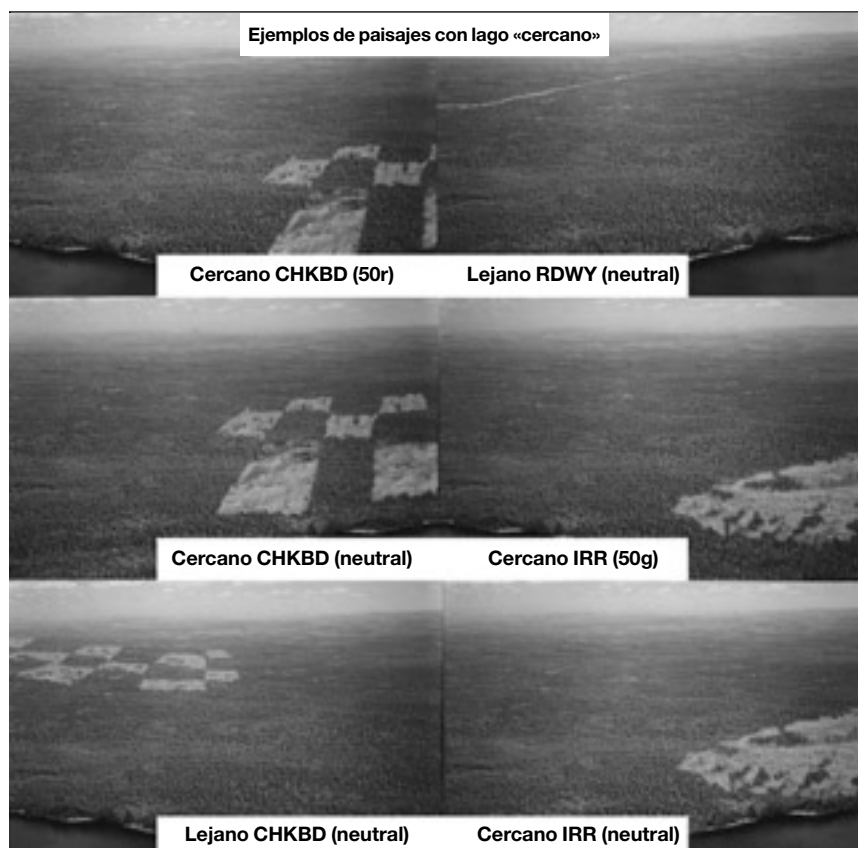 Ejemplos de paisajes con lago «cercano»
Cercano CHKBD (50r)
Lejano RDWY (neutral)
Cercano CHKBD (neutral)
Cercano IRR (50g)
Lejano CHKBD (neutral)
Cercano IRR (neutral)